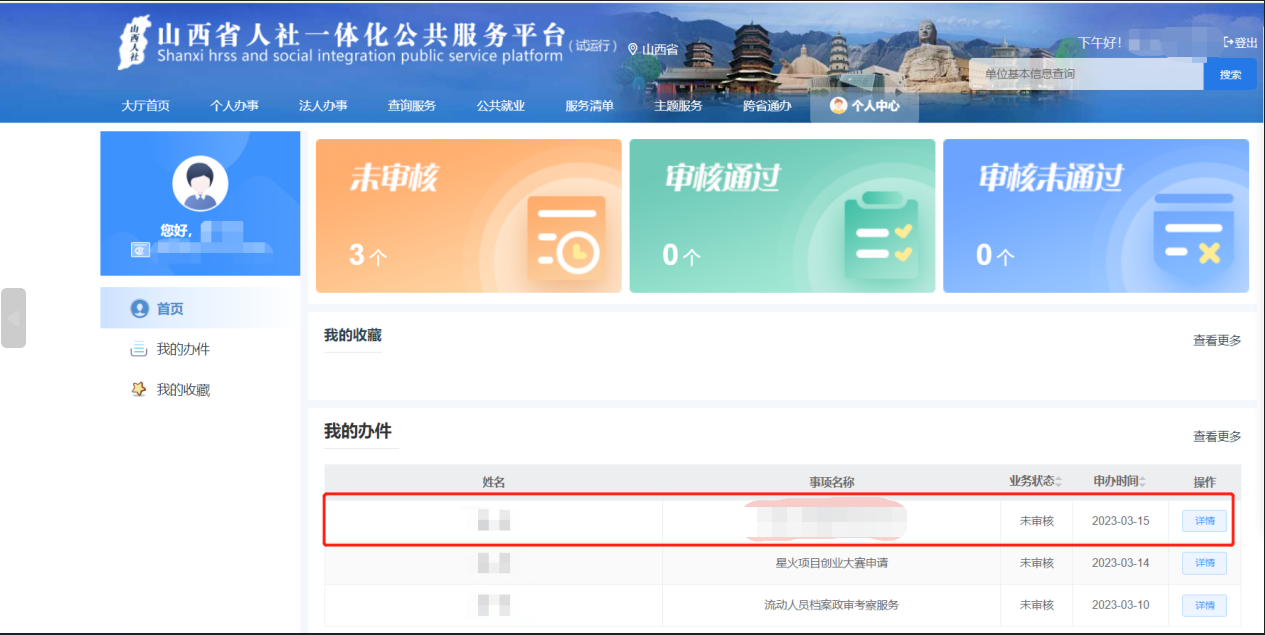 山西人社
山西省人社一体化公共服务平台(试运行)
山西省
Shanxi hrss and social integration public service platform
下午好!
登出
单位基本信息查询
搜索
大厅首页 个人办事 法人办事 查询服务 公共就业 服务清单 主题服务 跨省通办 个人中心
您好,
首页
我的办件
我的收藏
未审核
3个
审核通过
0个
审核未通过
0个
我的收藏
查看更多
我的办件
查看更多
姓名 事项名称 业务状态 申办时间 操作
未审核 2023-03-15 详情
星火项目创业大赛申请 未审核 2023-03-14 详情
流动人员档案政审考察服务 未审核 2023-03-10 详情